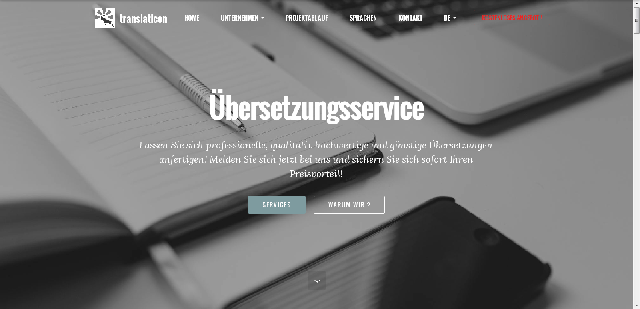 translaticon
HOME
UNTERNEHMEN
PROJEKTABLAUF
SPRACHEN
KONTAKT
DE
Übersetzungsservice
Lassen Sie sich professionelle, qualitativ hochwertige und günstige Übersetzungen
anfertigen! Melden Sie sich jetzt bei uns und sichern Sie sich sofort Ihren
Preisvorteil!
SERVICES
WARUM WIR ?